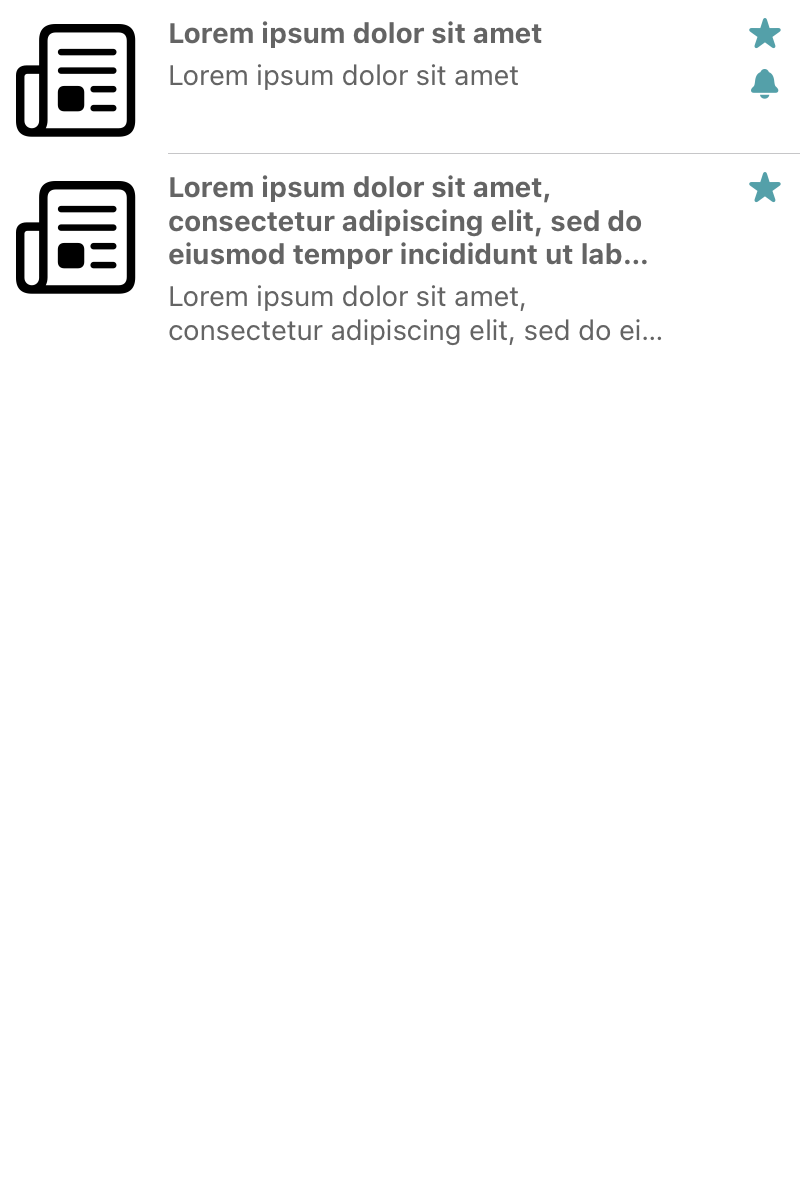 Lorem ipsum dolor sit amet
Lorem ipsum dolor sit amet
Lorem ipsum dolor sit amet,
consectetur adipiscing elit, sed do
eiusmod tempor incididunt ut lab...
Lorem ipsum dolor sit amet,
consectetur adipiscing elit, sed do ei...